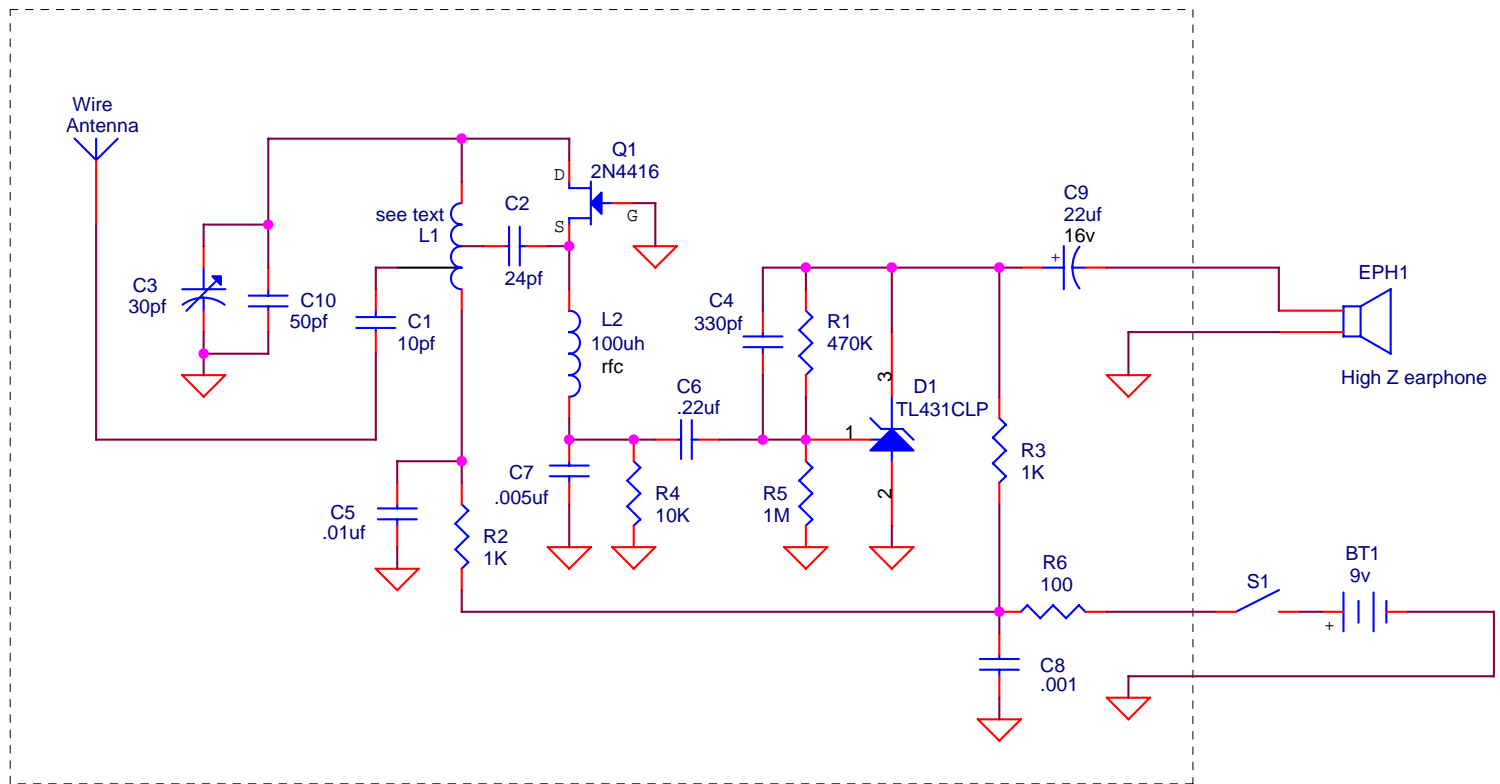 Wire
Antenna
Q1
2N4416
D
S
G
C2
24pf
see text
L1
C9
22uf
16v
+
EPH1
High Z earphone
C3
30pf
C10
50pf
C1
10pf
L2
100uh
rfc
C4
330pf
R1
470K
3
D1
TL431CLP
1
2
C6
.22uf
R3
1K
C7
.005uf
R4
10K
R5
1M
C5
.01uf
R2
1K
R6
100
S1
BT1
9v
+
C8
.001